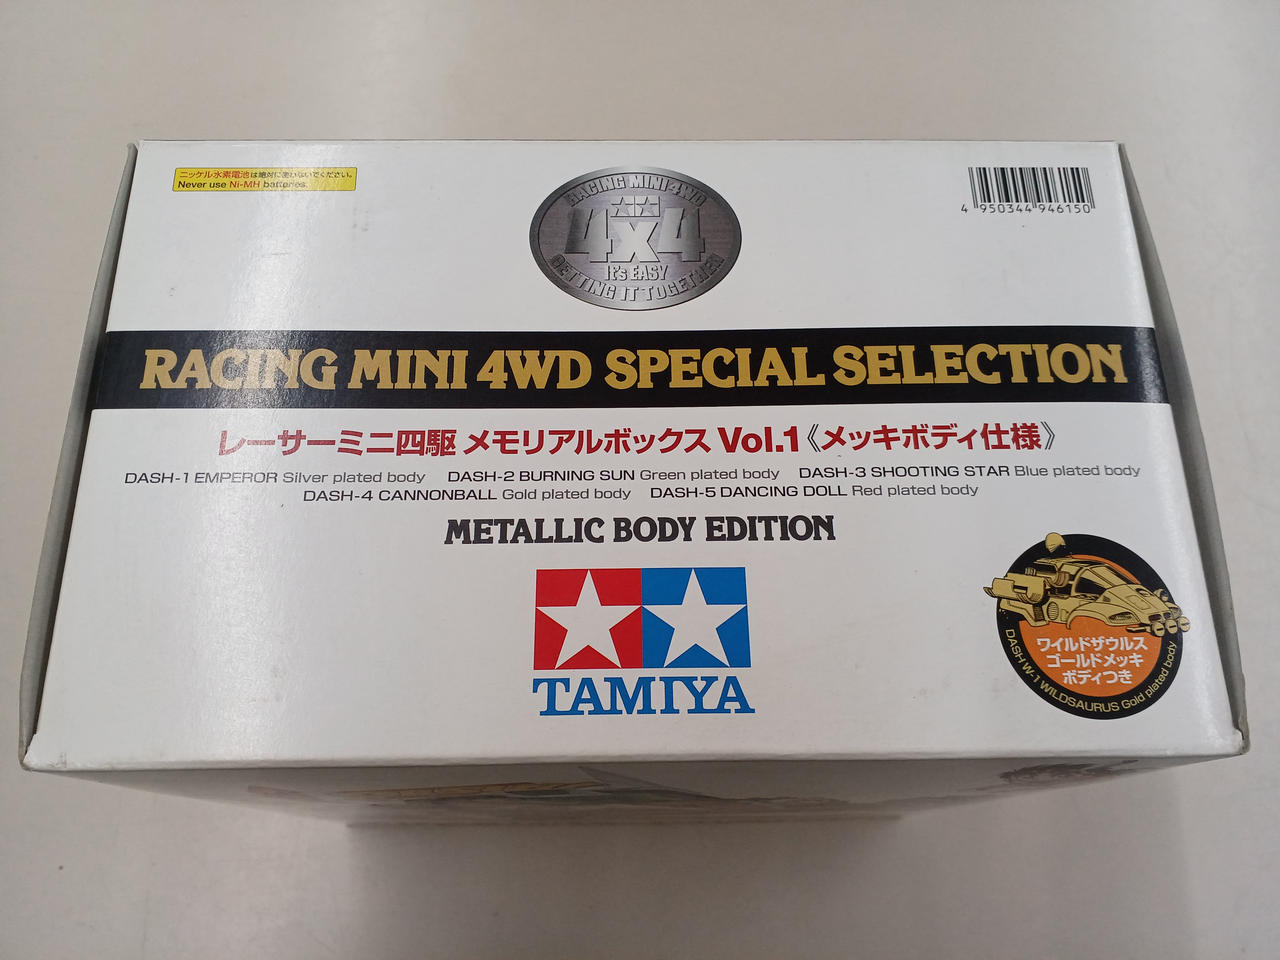 ニッケル水素電池は絶対に使わないでください。
Never use Ni-MH batteries.
RACING MINI 4WD
4x4
It's EASY
GETTING IT TOGETHER
4 950344 946150
RACING MINI 4WD SPECIAL SELECTION
レーサーミニ四駆 メモリアルボックス Vol.1《メッキボディ仕様》
DASH-1 EMPEROR Silver plated body DASH-2 BURNING SUN Green plated body DASH-3 SHOOTING STAR Blue plated body
DASH-4 CANNONBALL Gold plated body DASH-5 DANCING DOLL Red plated body
METALLIC BODY EDITION
TAMIYA
ワイルドザウルス
ゴールドメッキ
ボディつき
DASH W-1 WILDSAURUS Gold plated body